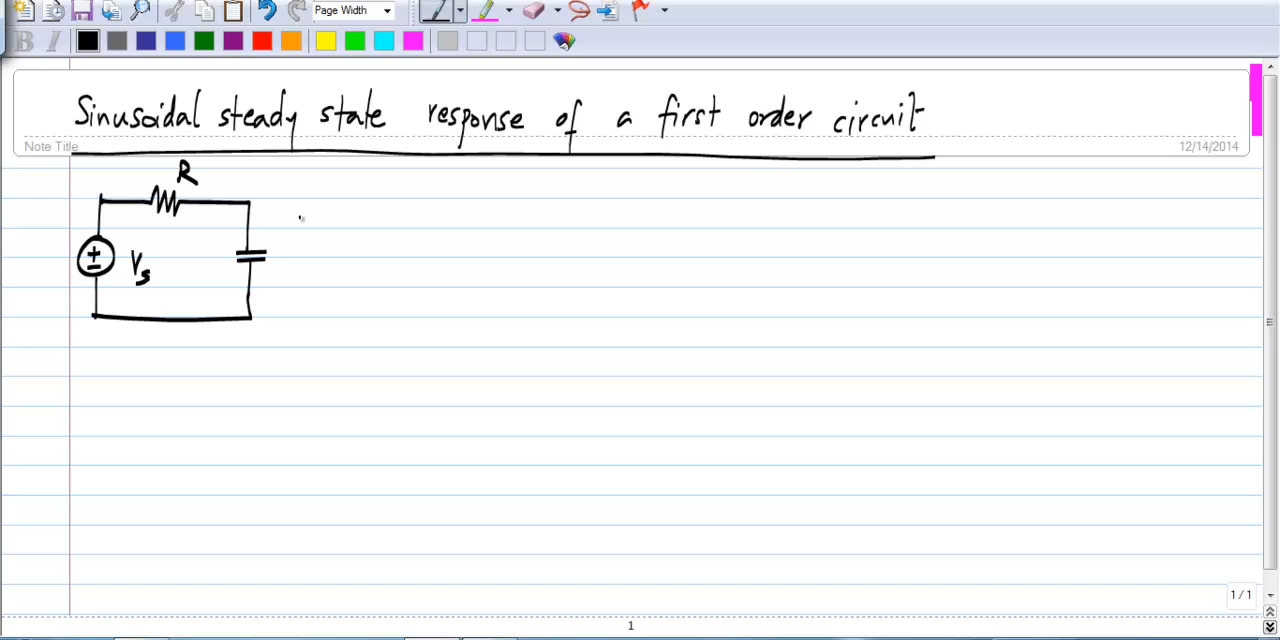 Page Width
B I
Sinusoidal steady state response of a first order circuit
Note Title
12/14/2014
R
+
-
Vs
1 / 1
1